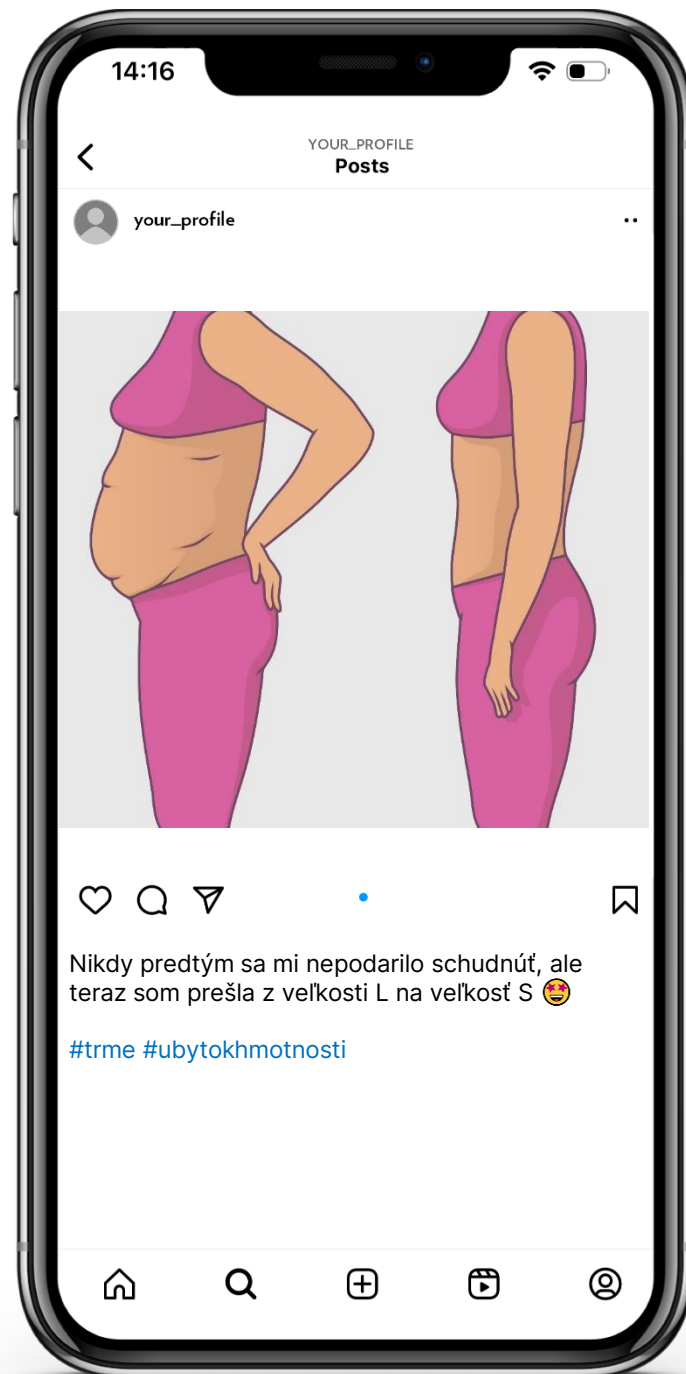 14:16
YOUR_PROFILE
Posts
your_profile
Nikdy predtým sa mi nepodarilo schudnúť, ale
teraz som prešla z veľkosti L na veľkosť S 🤩
#trme #ubytokhmotnosti